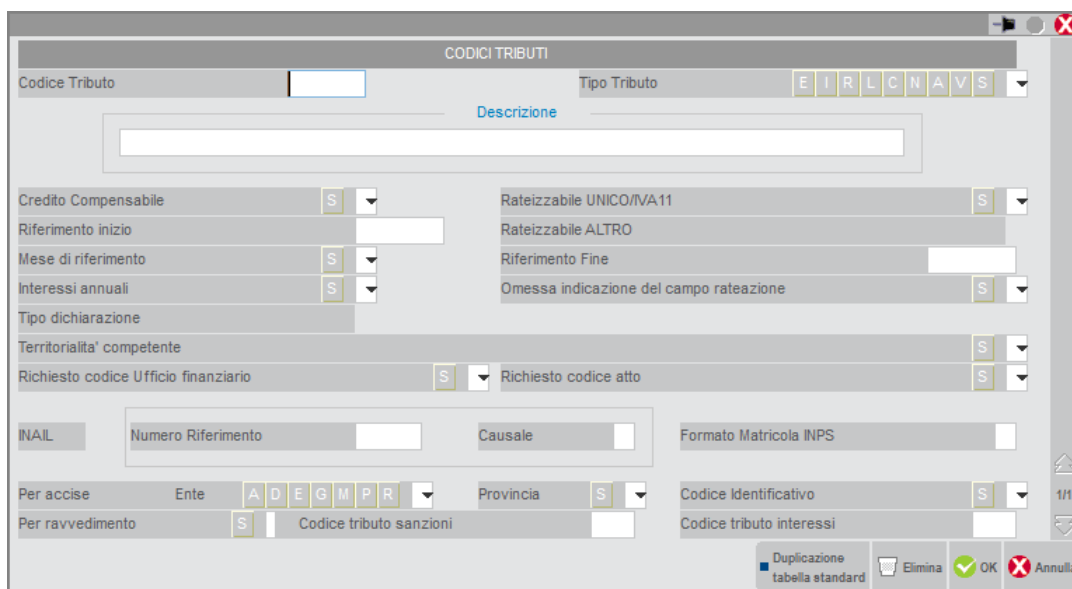 CODICI TRIBUTI
Codice Tributo Tipo Tributo E I R L C N A V S
Descrizione
Credito Compensabile S Rateizzabile UNICO/IVA11 S
Riferimento inizio Rateizzabile ALTRO
Mese di riferimento S Riferimento Fine
Interessi annuali S Omessa indicazione del campo rateazione S
Tipo dichiarazione
Territorialita' competente S
Richiesto codice Ufficio finanziario S Richiesto codice atto S
INAIL Numero Riferimento Causale Formato Matricola INPS
Per accise Ente A D E G M P R Provincia S Codice Identificativo S 1/1
Per ravvedimento S Codice tributo sanzioni Codice tributo interessi
Duplicazione
tabella standard Elimina OK Annulla